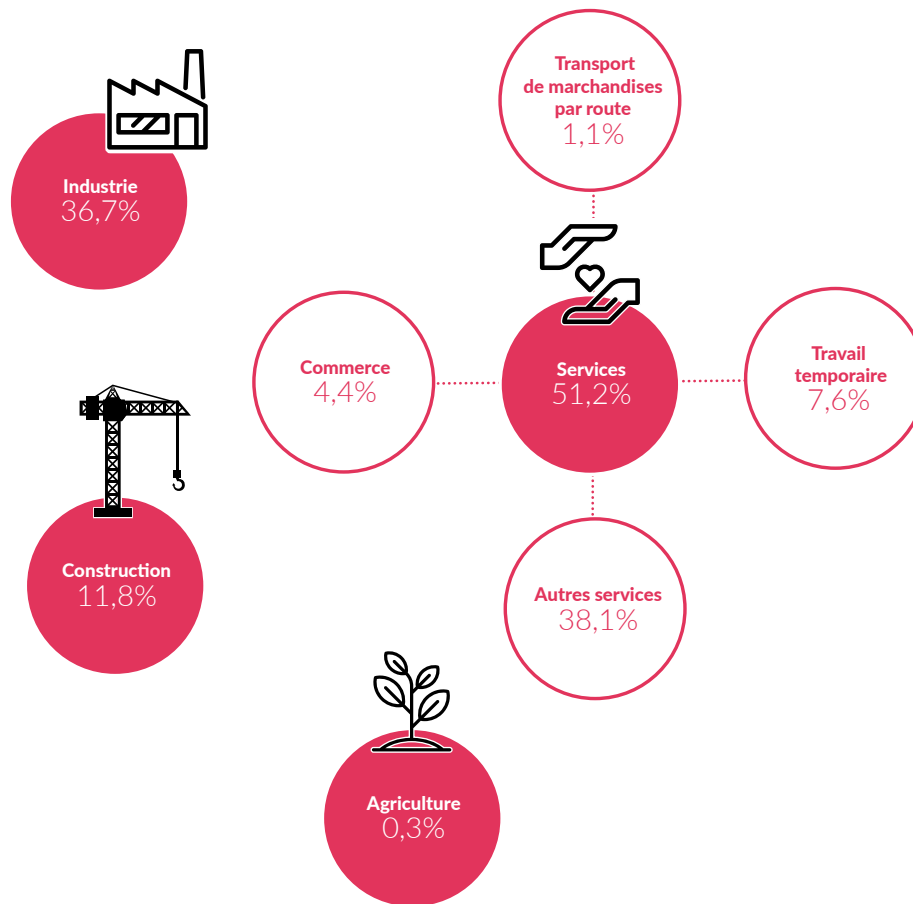 Transport
de marchandises
par route
1,1%
Industrie
36,7%
Commerce
4,4%
Services
51,2%
Travail
temporaire
7,6%
Construction
11,8%
Autres services
38,1%
Agriculture
0,3%